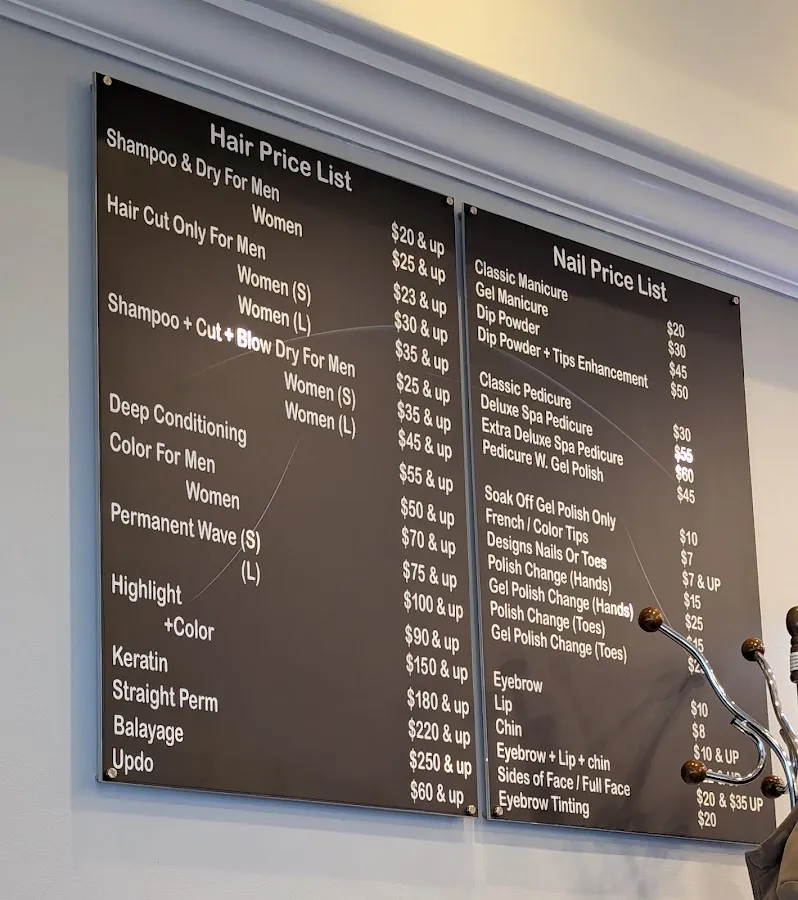 Hair Price List
Shampoo & Dry For Men $20 & up
Women $25 & up
Hair Cut Only For Men $23 & up
Women (S) $30 & up
Women (L) $35 & up
Shampoo + Cut + Blow Dry For Men $25 & up
Women (S) $35 & up
Women (L) $45 & up
Deep Conditioning $55 & up
Color For Men $50 & up
Women $70 & up
Permanent Wave (S) $75 & up
(L) $100 & up
Highlight $90 & up
+Color $150 & up
Keratin $180 & up
Straight Perm $220 & up
Balayage $250 & up
Updo $60 & up
Nail Price List
Classic Manicure $20
Gel Manicure $30
Dip Powder $45
Dip Powder + Tips Enhancement $50
Classic Pedicure $30
Deluxe Spa Pedicure $55
Extra Deluxe Spa Pedicure $60
Pedicure W. Gel Polish $45
Soak Off Gel Polish Only $10
French / Color Tips $7
Designs Nails Or Toes $7 & UP
Polish Change (Hands) $15
Gel Polish Change (Hands) $25
Polish Change (Toes)
Gel Polish Change (Toes)
Eyebrow $10
Lip $8
Chin $10 & UP
Eyebrow + Lip + chin
Sides of Face / Full Face $20 & $35 UP
Eyebrow Tinting $20